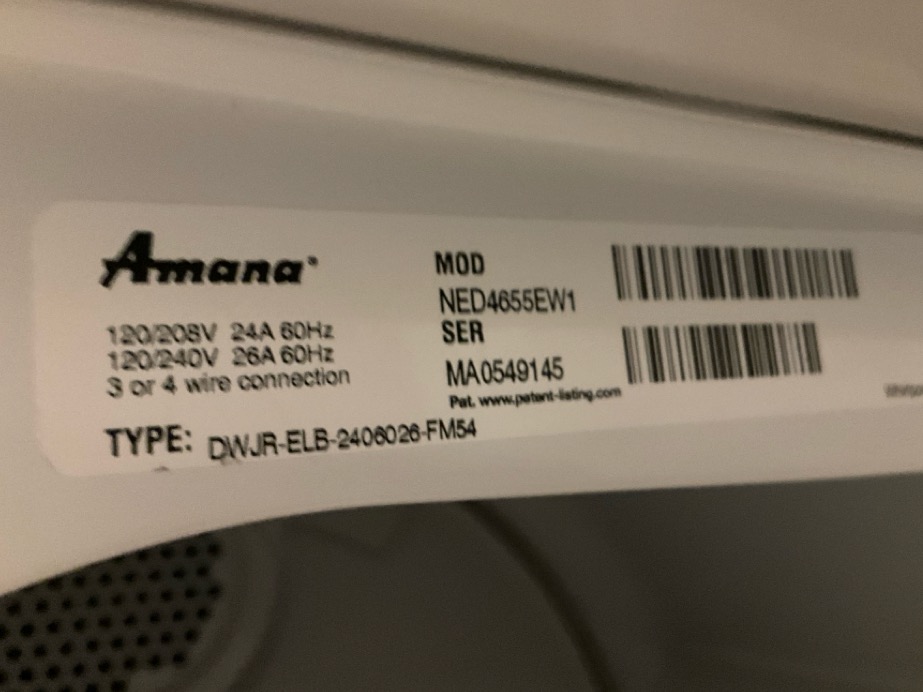 Amana®
120/208V 24A 60Hz
120/240V 26A 60Hz
3 or 4 wire connection
TYPE: DWJR-ELB-2406026-FM54
MOD
NED4655EW1
SER
MA0549145
Pat. www.patent-listing.com